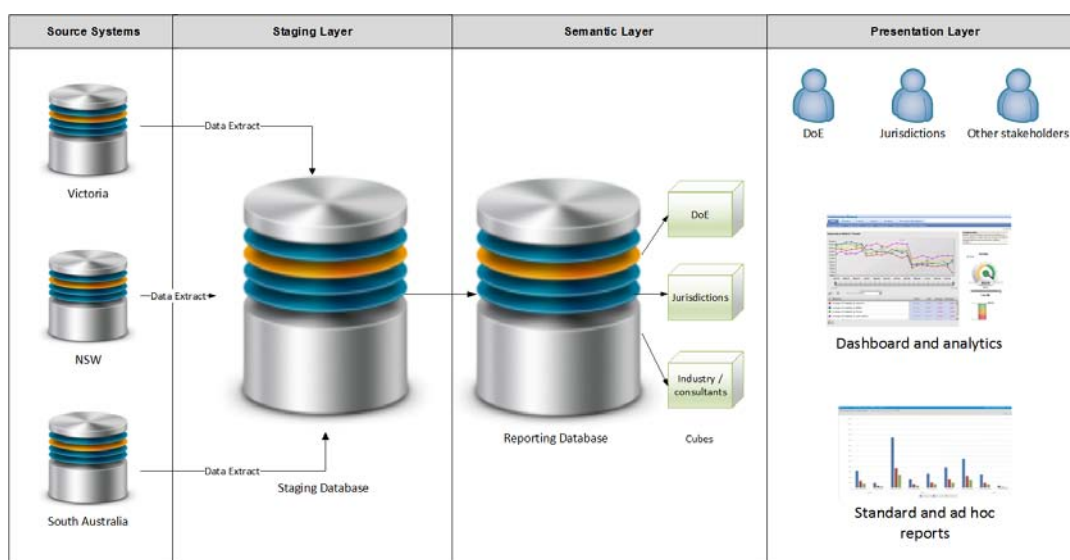 Source Systems
Staging Layer
Semantic Layer
Presentation Layer
Victoria
Data Extract
NSW
Data Extract
South Australia
Data Extract
Staging Database
Reporting Database
DoE
Jurisdictions
Industry /
consultants
Cubes
DoE
Jurisdictions
Other stakeholders
Dashboard and analytics
Standard and ad hoc
reports